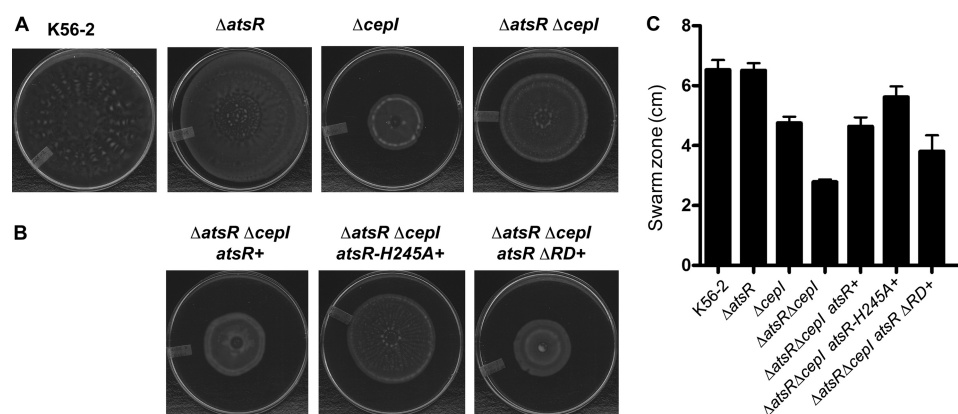 A
K56-2
ΔatsR
ΔcepI
ΔatsR ΔcepI
B
ΔatsR ΔcepI
atsR+
ΔatsR ΔcepI
atsR-H245A+
ΔatsR ΔcepI
atsR ΔRD+
C
Swarm zone (cm)
8
6
4
2
0
K56-2
ΔatsR
ΔcepI
ΔatsRΔcepI
ΔatsRΔcepI atsR+
ΔatsRΔcepI atsR-H245A+
ΔatsRΔcepI atsR ΔRD+